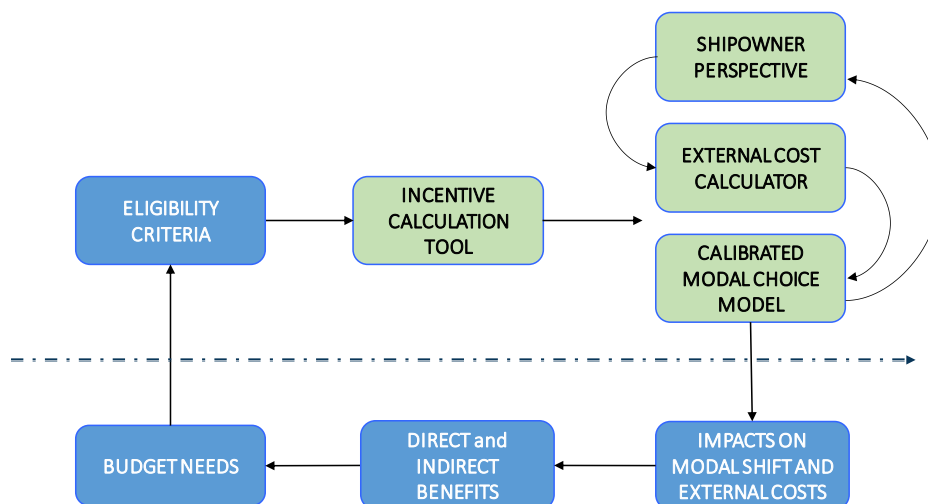 SHIPOWNER
PERSPECTIVE
EXTERNAL COST
CALCULATOR
ELIGIBILITY
CRITERIA
INCENTIVE
CALCULATION
TOOL
CALIBRATED
MODAL CHOICE
MODEL
BUDGET NEEDS
DIRECT and
INDIRECT
BENEFITS
IMPACTS ON
MODAL SHIFT AND
EXTERNAL COSTS